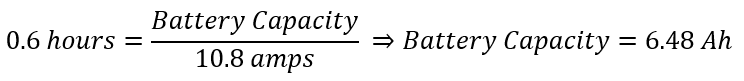 0.6 hours = Battery Capacity / 10.8 amps ⇒ Battery Capacity = 6.48 Ah